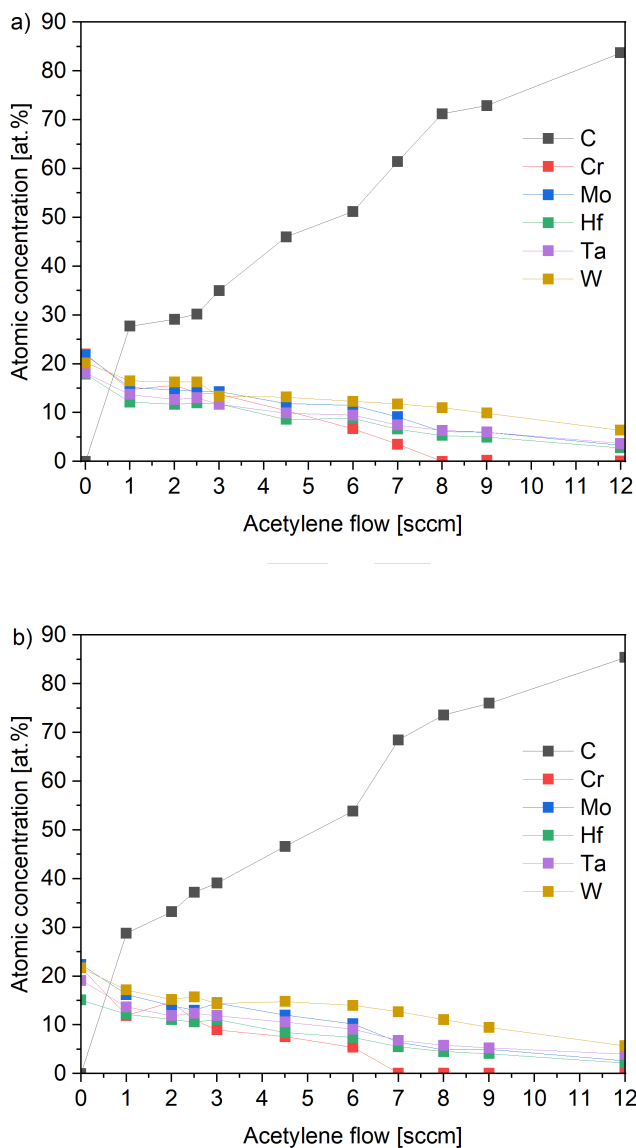 a)
90
80
70
60
50
40
30
20
10
0
Atomic concentration [at.%]
C
Cr
Mo
Hf
Ta
W
0 1 2 3 4 5 6 7 8 9 10 11 12
Acetylene flow [sccm]
b)
90
80
70
60
50
40
30
20
10
0
Atomic concentration [at.%]
C
Cr
Mo
Hf
Ta
W
0 1 2 3 4 5 6 7 8 9 10 11 12
Acetylene flow [sccm]